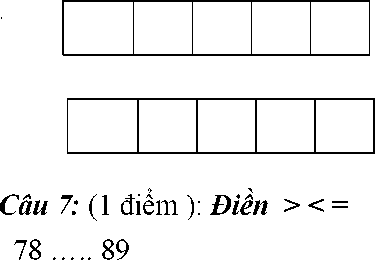 Câu 7: (1 điểm ): Điền > < =
78 ….. 89